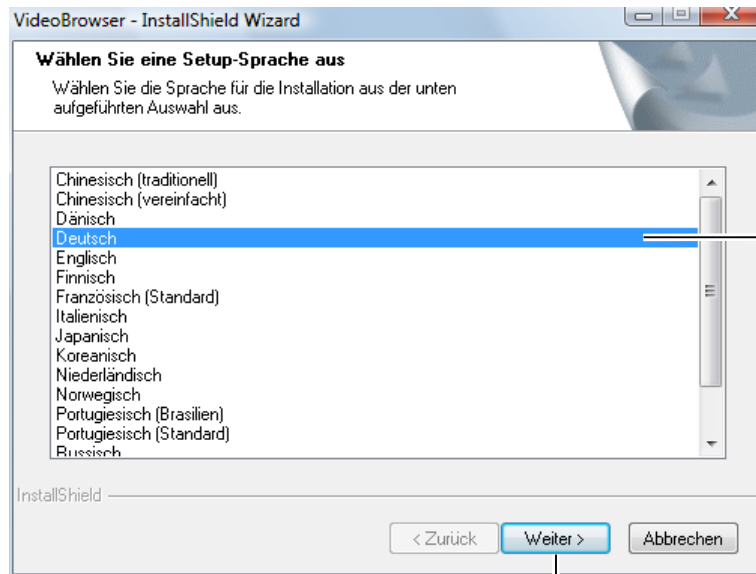 VideoBrowser - InstallShield Wizard
Wählen Sie eine Setup-Sprache aus
Wählen Sie die Sprache für die Installation aus der unten
aufgeführten Auswahl aus.
Chinesisch (traditionell)
Chinesisch (vereinfacht)
Dänisch
Deutsch
Englisch
Finnisch
Französisch (Standard)
Italienisch
Japanisch
Koreanisch
Niederländisch
Norwegisch
Portugiesisch (Brasilien)
Portugiesisch (Standard)
Russisch
InstallShield
< Zurück
Weiter >
Abbrechen